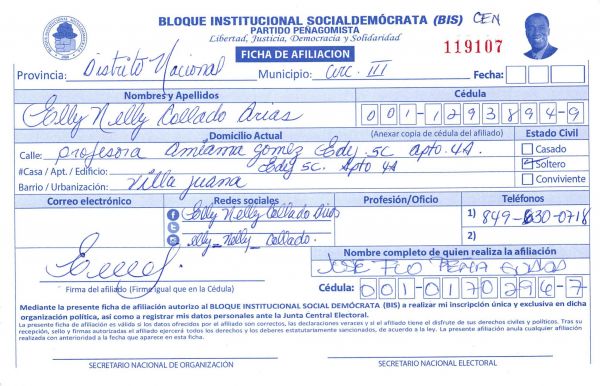 BLOQUE INSTITUCIONAL SOCIALDEMÓCRATA (BIS) CEN
PARTIDO PEÑAGOMISTA
Libertad, Justicia, Democracia y Solidaridad
FICHA DE AFILIACION
119107
Provincia: Distrito Nacional Municipio: Circ. III Fecha:
Nombres y Apellidos Cédula
Elly Nelly Collado Arias 001-1293894-9
Domicilio Actual (Anexar copia de cédula del afiliado) Estado Civil
Calle: Profesora Amiama Gomez Edif. 5C Apto. 4A. Casado
#Casa / Apt. / Edificio: Edif 5C. Apto 4A Soltero
Barrio / Urbanización: Villa Juana Conviviente
Correo electrónico Redes sociales Profesión/Oficio Teléfonos
Elly Nelly Collado 1) 849-630-0718
elly_Nelly_Collado. 2)
Nombre completo de quien realiza la afiliación
JOSE FCO PEÑA
Firma del afiliado (Firme igual que en la Cédula) Cédula: 001-0170296-7
Mediante la presente ficha de afiliación autorizo al BLOQUE INSTITUCIONAL SOCIAL DEMÓCRATA (BIS) a realizar mi inscripción única y exclusiva en dicha
organización política, así como a registrar mis datos personales ante la Junta Central Electoral.
La presente ficha de afiliación es válida si los datos ofrecidos por el afiliado son correctos, las declaraciones veraces y si el afiliado tiene el disfrute de sus derechos civiles y políticos. Tras su
recepción, sello y firmas autorizadas el afiliado ejercerá todos los derechos y los deberes estatutariamente sancionados, de acuerdo a la ley. La presente afiliación anula cualquier afiliación
realizada con anterioridad a la fecha que aparece en esta ficha.
SECRETARIO NACIONAL DE ORGANIZACIÓN SECRETARIO NACIONAL ELECTORAL